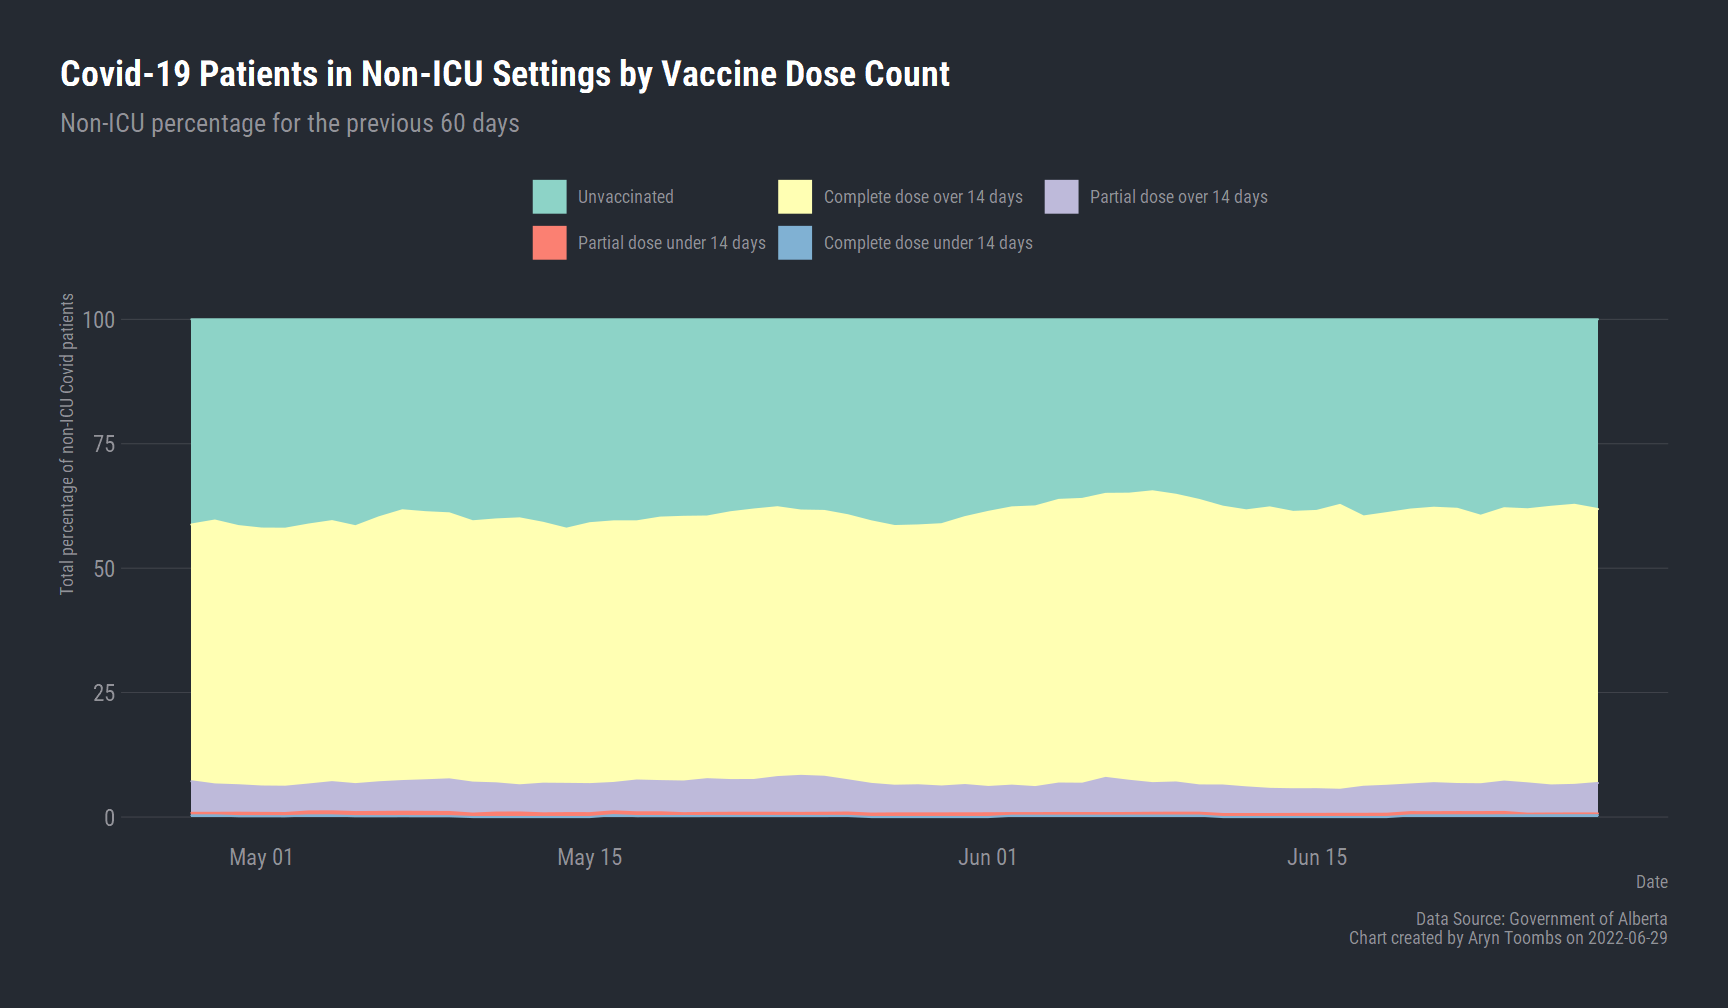 Covid-19 Patients in Non-ICU Settings by Vaccine Dose Count
Non-ICU percentage for the previous 60 days
Unvaccinated
Complete dose over 14 days
Partial dose over 14 days
Partial dose under 14 days
Complete dose under 14 days
Total percentage of non-ICU Covid patients
100
75
50
25
0
May 01
May 15
Jun 01
Jun 15
Date
Data Source: Government of Alberta
Chart created by Aryn Toombs on 2022-06-29